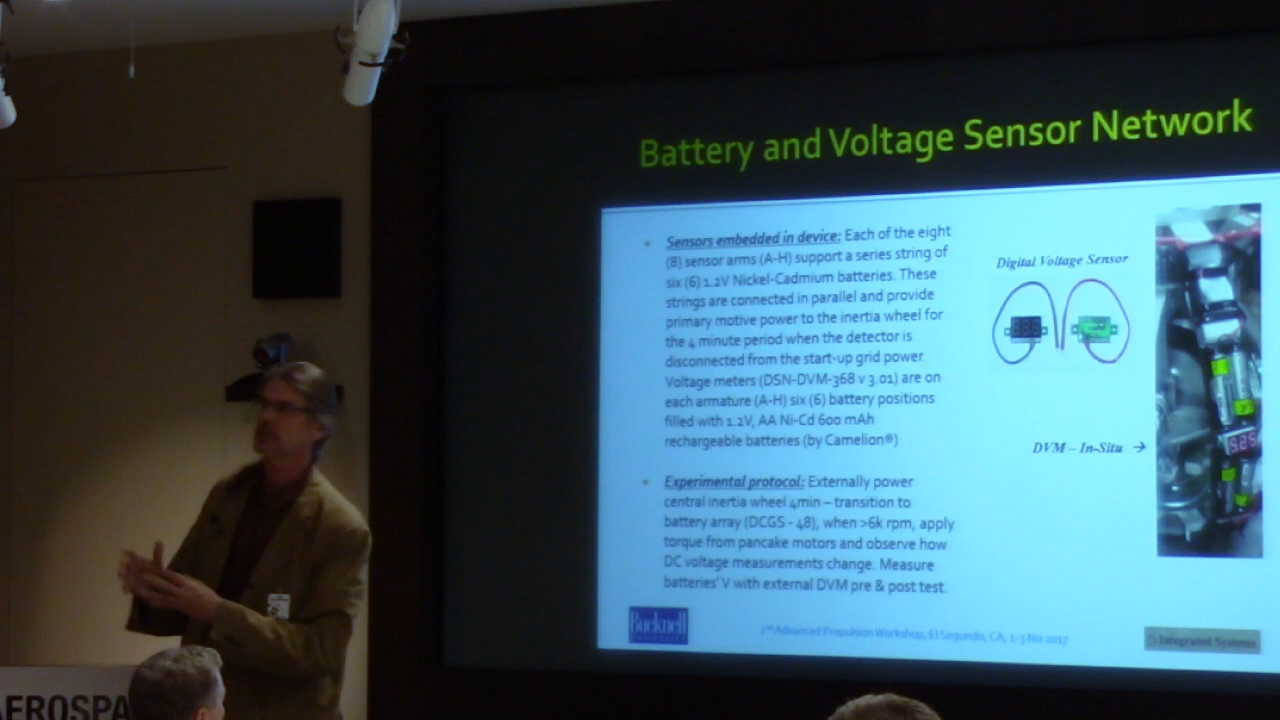 Battery and Voltage Sensor Network
Sensors embedded in device: Each of the eight
(8) sensor arms (A-H) support a series string of
six (6) 1.2V Nickel-Cadmium batteries. These
strings are connected in parallel and provide
primary motive power to the inertia wheel for
the 4 minute period when the detector is
disconnected from the start-up grid power.
Voltage meters (DSN-DVM-368 v 3.01) are on
each armature (A-H) six (6) battery positions
filled with 1.2V, AA Ni-Cd 600 mAh
rechargeable batteries (by Camelion®)
Experimental protocol: Externally power
central inertia wheel 4min – transition to
battery array (DCGS - 48), when >6k rpm, apply
torque from pancake motors and observe how
DC voltage measurements change. Measure
batteries' V with external DVM pre & post test.
Digital Voltage Sensor
DVM – In-Situ →
Bucknell
UNIVERSITY
2nd Advanced Propulsion Workshop, El Segundo, CA, 1-3 No 2017
Integrated Systems
EROSPA